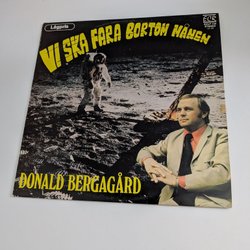 Lågpris
VI SKA FARA BORTOM MÅNEN
DONALD BERGAGÅRD